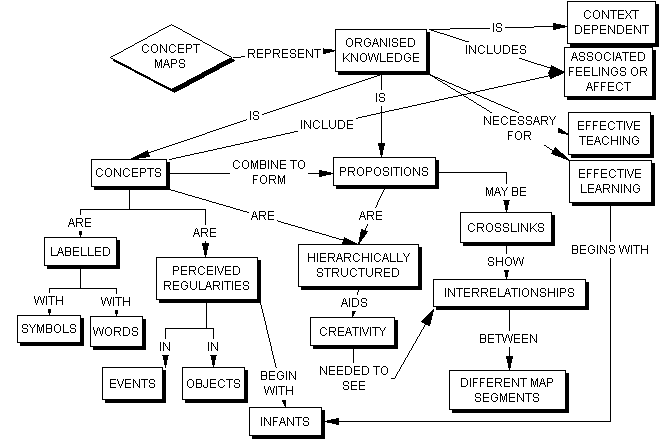 CONTEXT
DEPENDENT
IS
CONCEPT
MAPS
REPRESENT
ORGANISED
KNOWLEDGE
INCLUDES
ASSOCIATED
FEELINGS OR
AFFECT
IS
IS
INCLUDE
NECESSARY
FOR
EFFECTIVE
TEACHING
CONCEPTS
COMBINE TO
FORM
PROPOSITIONS
EFFECTIVE
LEARNING
MAY BE
ARE
ARE
ARE
ARE
CROSSLINKS
LABELLED
PERCEIVED
REGULARITIES
HIERARCHICALLY
STRUCTURED
SHOW
BEGINS WITH
WITH
WITH
AIDS
INTERRELATIONSHIPS
SYMBOLS
WORDS
CREATIVITY
IN
IN
BETWEEN
BEGIN
WITH
NEEDED TO
SEE
EVENTS
OBJECTS
DIFFERENT MAP
SEGMENTS
INFANTS